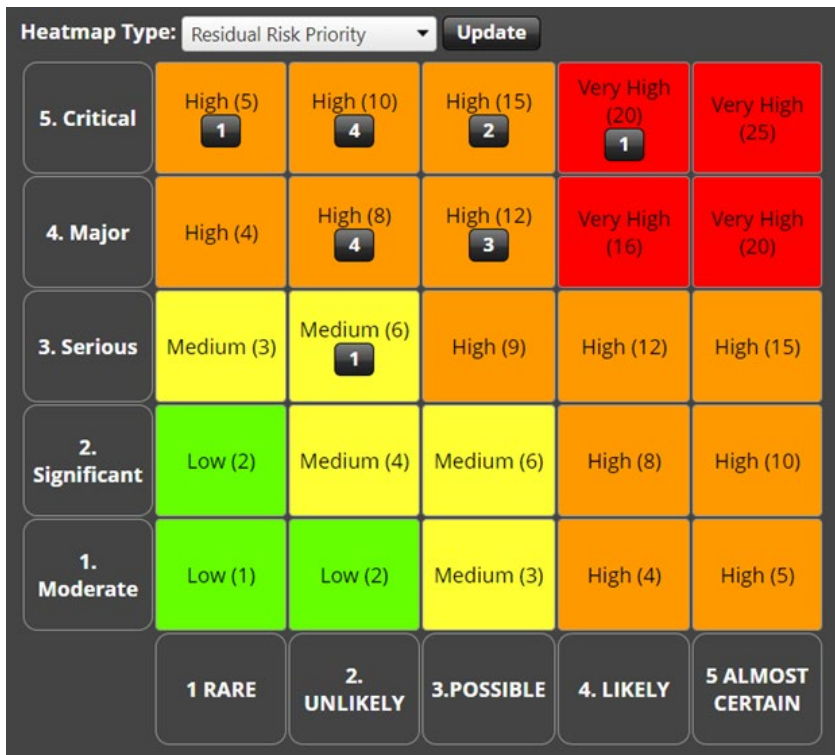 Heatmap Type: Residual Risk Priority Update
5. Critical
High (5)
1
High (10)
4
High (15)
2
Very High
(20)
1
Very High
(25)
4. Major
High (4)
High (8)
4
High (12)
3
Very High
(16)
Very High
(20)
3. Serious
Medium (3)
Medium (6)
1
High (9)
High (12)
High (15)
2.
Significant
Low (2)
Medium (4)
Medium (6)
High (8)
High (10)
1.
Moderate
Low (1)
Low (2)
Medium (3)
High (4)
High (5)
1 RARE
2.
UNLIKELY
3.POSSIBLE
4. LIKELY
5 ALMOST
CERTAIN